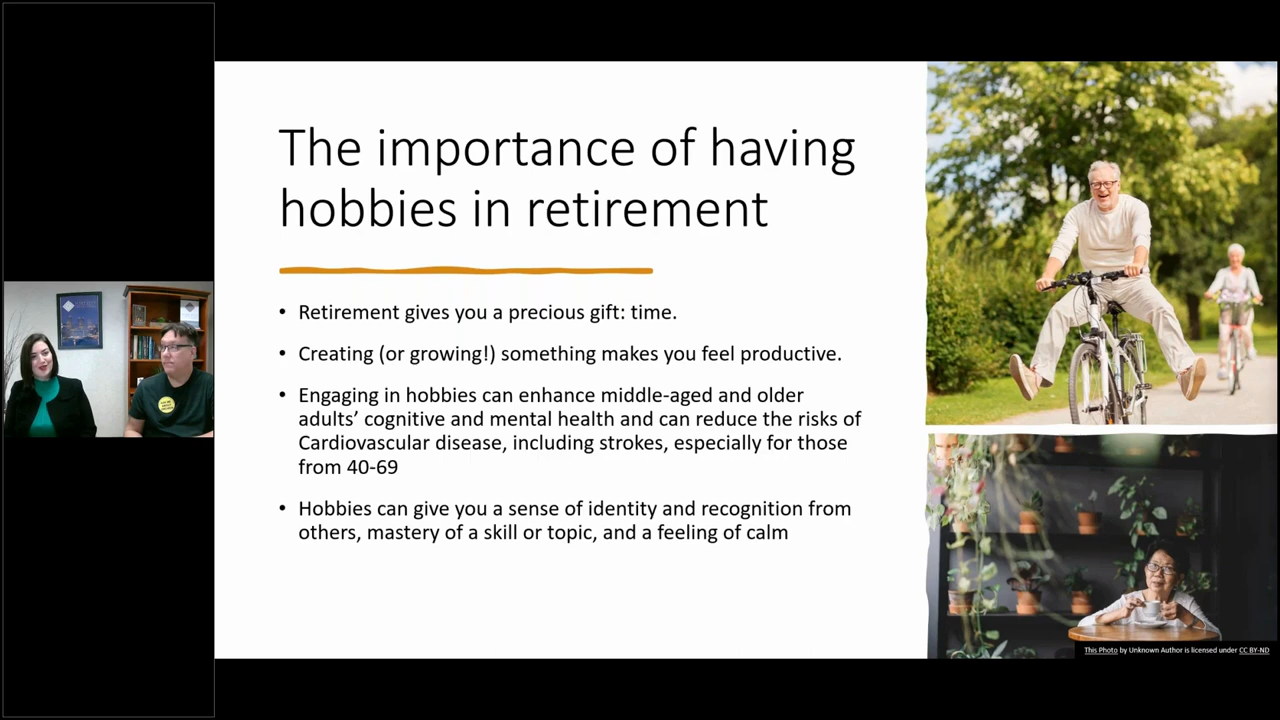 The importance of having
hobbies in retirement
• Retirement gives you a precious gift: time.
• Creating (or growing!) something makes you feel productive.
• Engaging in hobbies can enhance middle-aged and older
adults’ cognitive and mental health and can reduce the risks of
Cardiovascular disease, including strokes, especially for those
from 40-69
• Hobbies can give you a sense of identity and recognition from
others, mastery of a skill or topic, and a feeling of calm
This Photo by Unknown Author is licensed under CC BY-ND